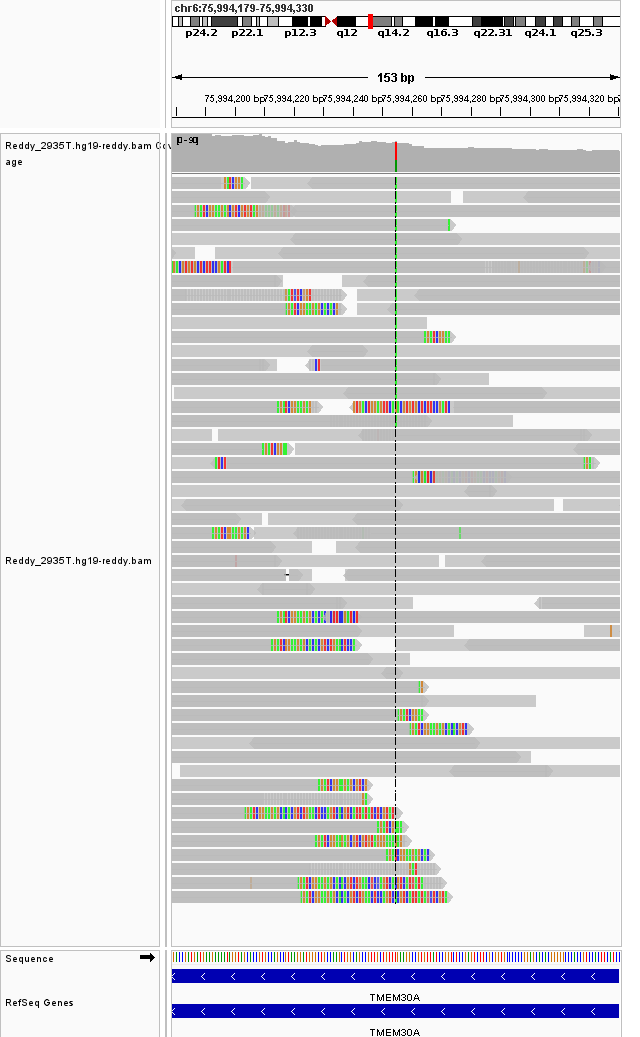 chr6:75,994,179-75,994,330
p24.2 p22.1 p12.3 q12 q14.2 q16.3 q22.31 q24.1 q25.3
153 bp
75,994,200 bp 75,994,220 bp 75,994,240 bp 75,994,260 bp 75,994,280 bp 75,994,300 bp 75,994,320 bp
[0-90]
Reddy_2935T.hg19-reddy.bam Cov
age
Reddy_2935T.hg19-reddy.bam
Sequence
RefSeq Genes
TMEM30A
TMEM30A